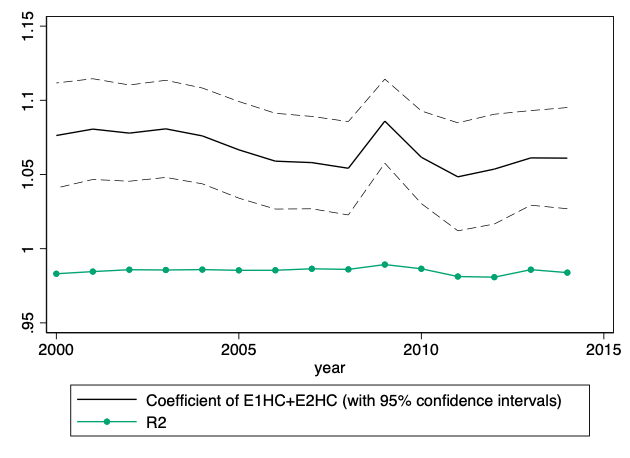 1.15
1.1
1.05
1
.95
2000 2005 2010 2015
year
Coefficient of E1HC+E2HC (with 95% confidence intervals)
R2